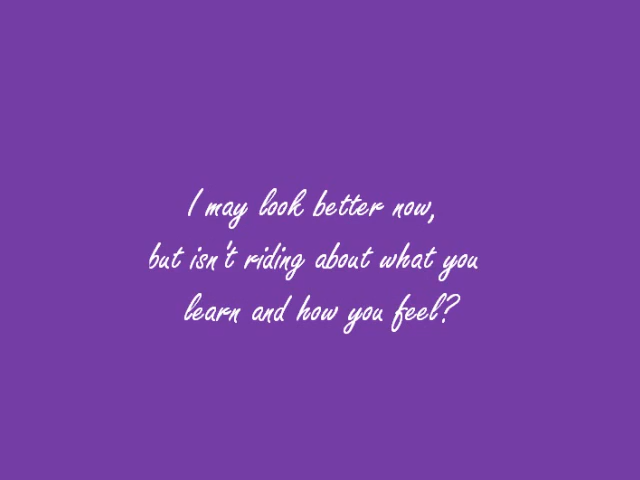 I may look better now,
but isn't riding about what you
learn and how you feel?